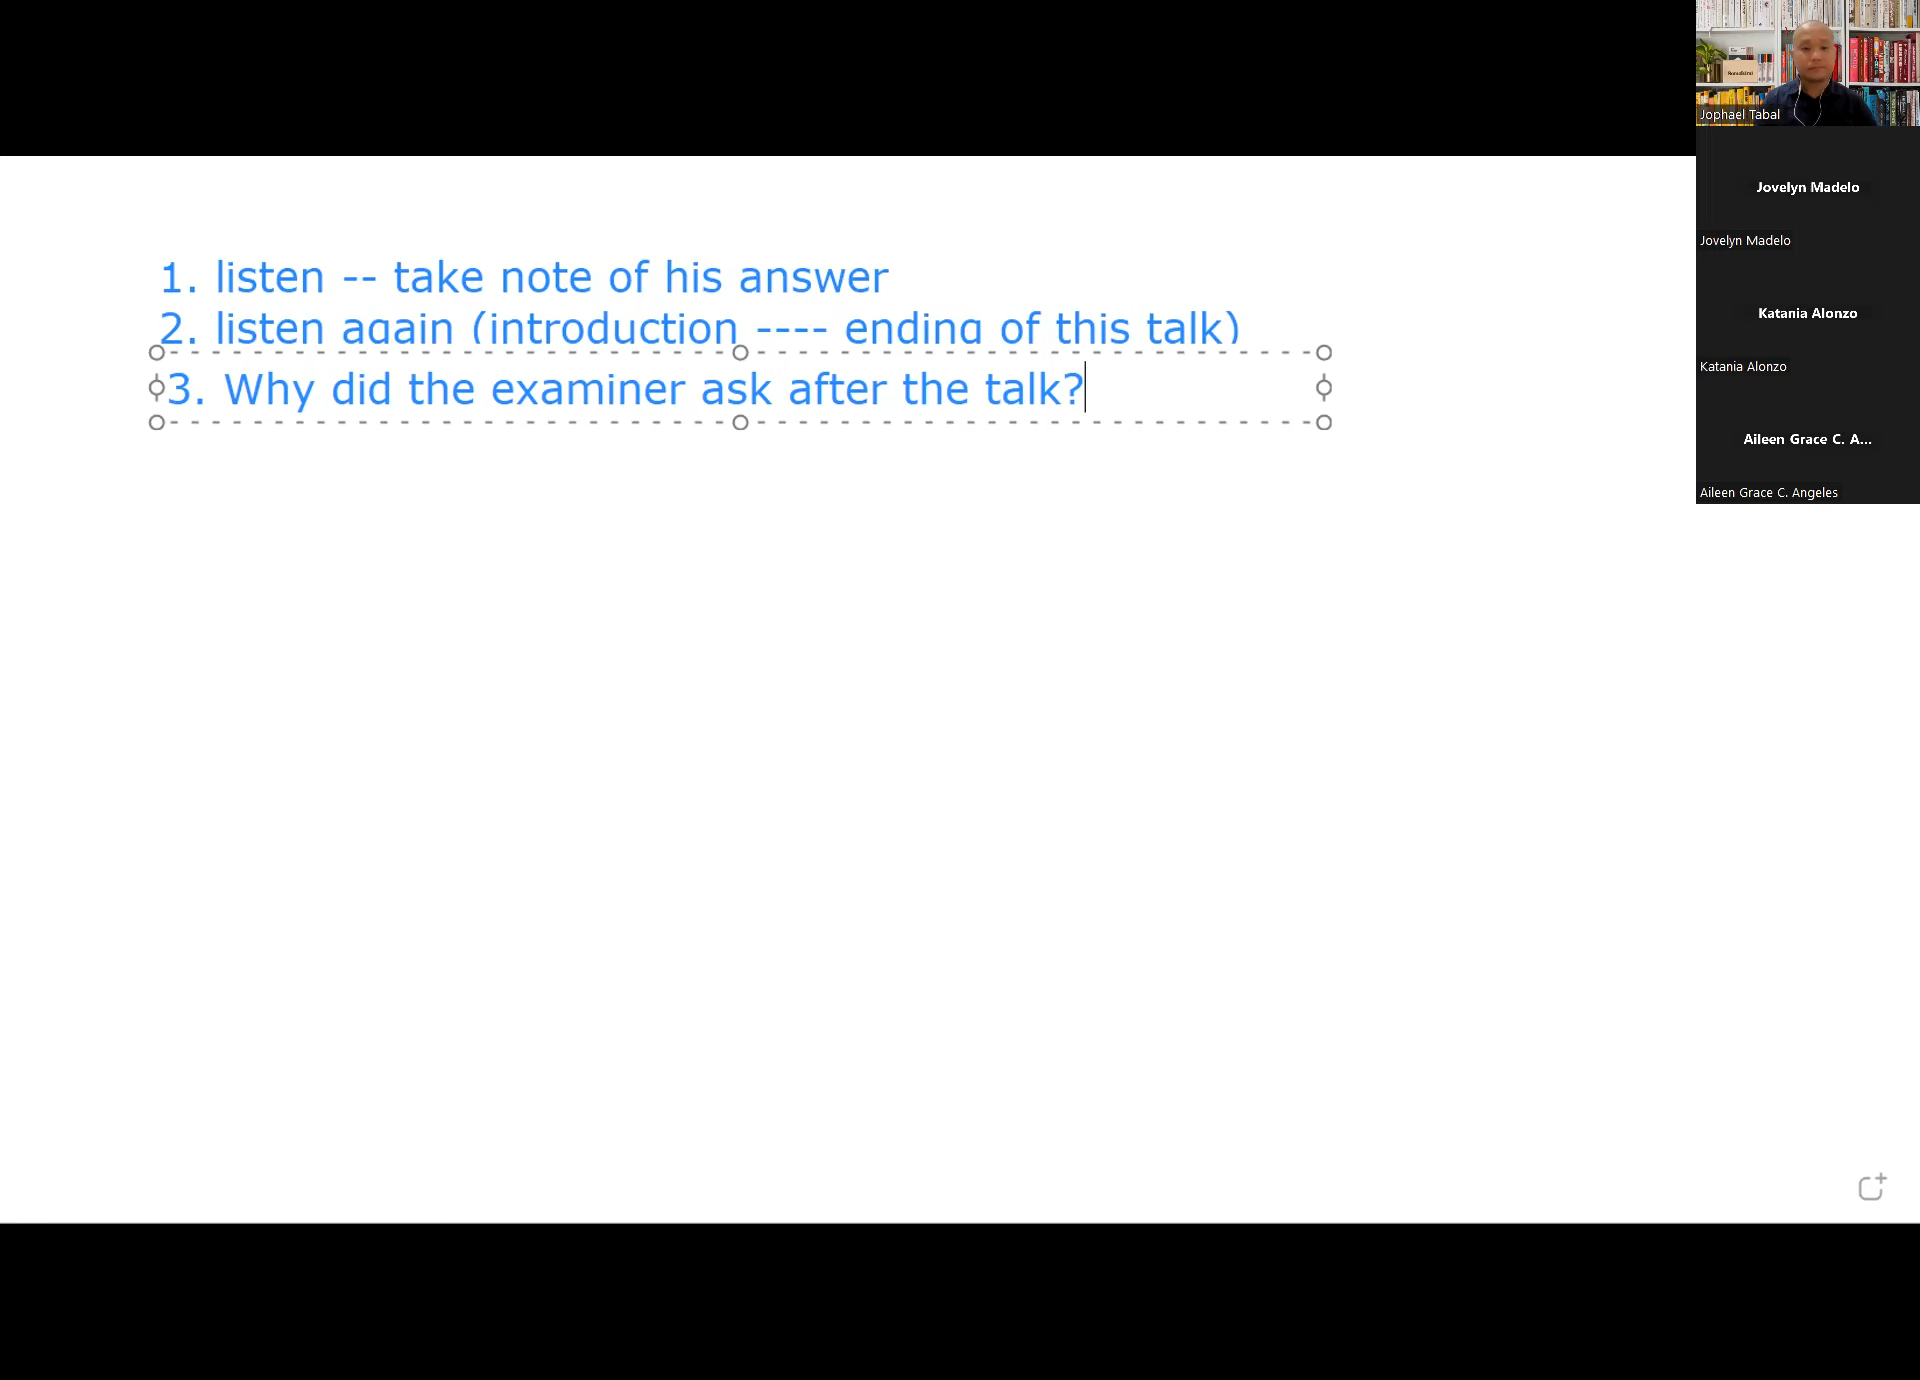 1. listen -- take note of his answer
2. listen again (introduction ---- ending of this talk)
3. Why did the examiner ask after the talk?
Jophael Tabal
Jovelyn Madelo
Jovelyn Madelo
Katania Alonzo
Katania Alonzo
Aileen Grace C. A...
Aileen Grace C. Angeles